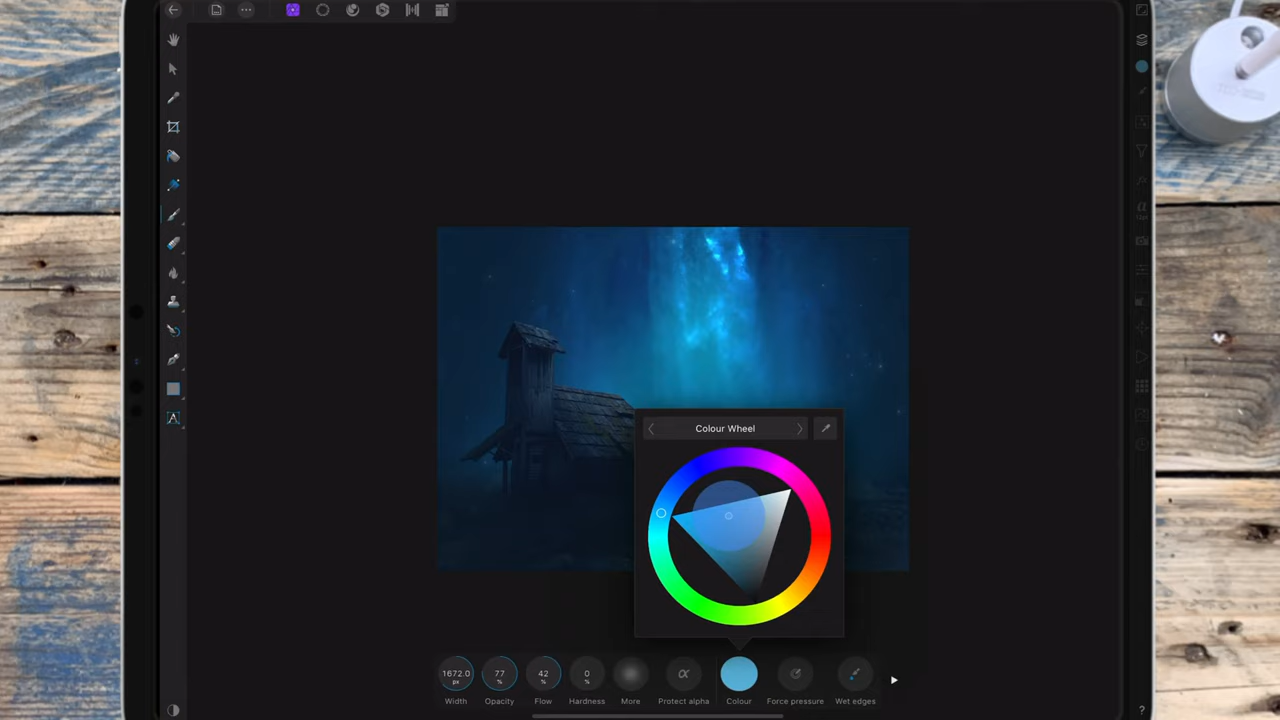 Colour Wheel
1672.0
px
77
%
42
%
0
%
Width
Opacity
Flow
Hardness
More
Protect alpha
Colour
Force pressure
Wet edges
A
?